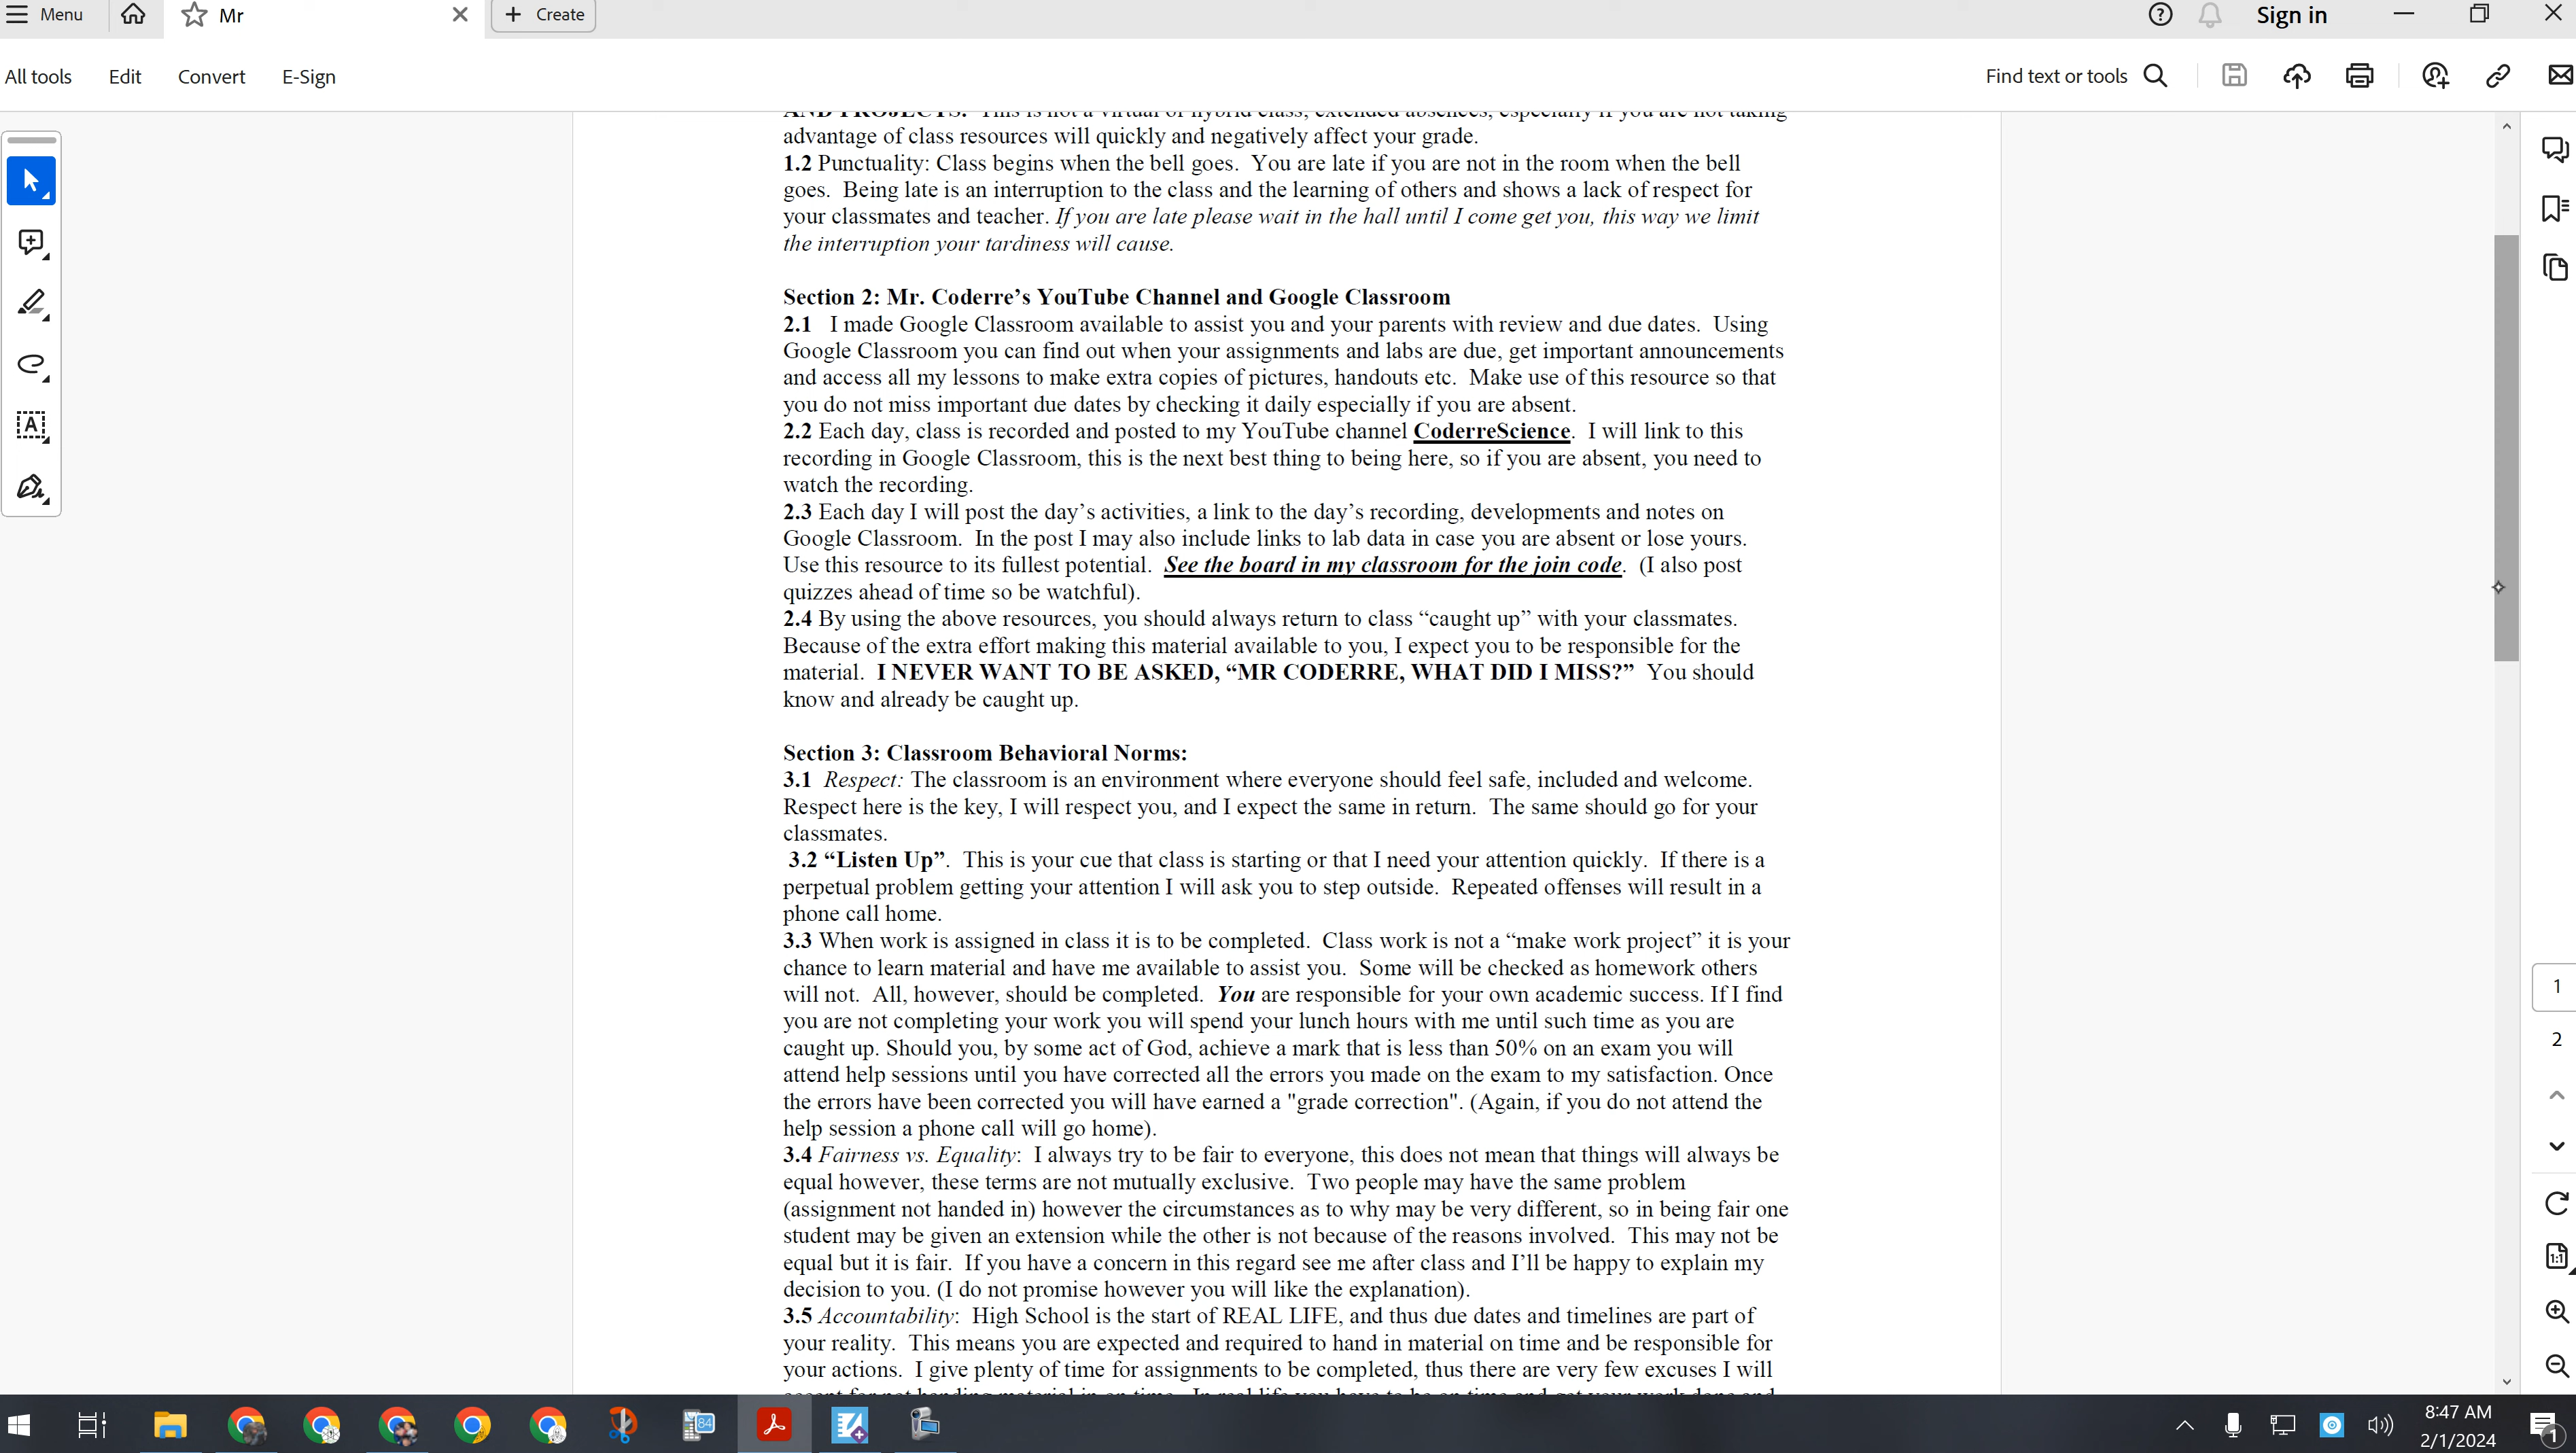 Menu
Mr
Create
Sign in
All tools
Edit
Convert
E-Sign
Find text or tools
AND PROJECTS. This is not a virtual or hybrid class, extended absences, especially if you are not taking
advantage of class resources will quickly and negatively affect your grade.
1.2 Punctuality: Class begins when the bell goes. You are late if you are not in the room when the bell
goes. Being late is an interruption to the class and the learning of others and shows a lack of respect for
your classmates and teacher. If you are late please wait in the hall until I come get you, this way we limit
the interruption your tardiness will cause.
Section 2: Mr. Coderre’s YouTube Channel and Google Classroom
2.1 I made Google Classroom available to assist you and your parents with review and due dates. Using
Google Classroom you can find out when your assignments and labs are due, get important announcements
and access all my lessons to make extra copies of pictures, handouts etc. Make use of this resource so that
you do not miss important due dates by checking it daily especially if you are absent.
2.2 Each day, class is recorded and posted to my YouTube channel CoderreScience. I will link to this
recording in Google Classroom, this is the next best thing to being here, so if you are absent, you need to
watch the recording.
2.3 Each day I will post the day’s activities, a link to the day’s recording, developments and notes on
Google Classroom. In the post I may also include links to lab data in case you are absent or lose yours.
Use this resource to its fullest potential. See the board in my classroom for the join code. (I also post
quizzes ahead of time so be watchful).
2.4 By using the above resources, you should always return to class “caught up” with your classmates.
Because of the extra effort making this material available to you, I expect you to be responsible for the
material. I NEVER WANT TO BE ASKED, “MR CODERRE, WHAT DID I MISS?” You should
know and already be caught up.
Section 3: Classroom Behavioral Norms:
3.1 Respect: The classroom is an environment where everyone should feel safe, included and welcome.
Respect here is the key, I will respect you, and I expect the same in return. The same should go for your
classmates.
3.2 “Listen Up”. This is your cue that class is starting or that I need your attention quickly. If there is a
perpetual problem getting your attention I will ask you to step outside. Repeated offenses will result in a
phone call home.
3.3 When work is assigned in class it is to be completed. Class work is not a “make work project” it is your
chance to learn material and have me available to assist you. Some will be checked as homework others
will not. All, however, should be completed. You are responsible for your own academic success. If I find
you are not completing your work you will spend your lunch hours with me until such time as you are
caught up. Should you, by some act of God, achieve a mark that is less than 50% on an exam you will
attend help sessions until you have corrected all the errors you made on the exam to my satisfaction. Once
the errors have been corrected you will have earned a "grade correction". (Again, if you do not attend the
help session a phone call will go home).
3.4 Fairness vs. Equality: I always try to be fair to everyone, this does not mean that things will always be
equal however, these terms are not mutually exclusive. Two people may have the same problem
(assignment not handed in) however the circumstances as to why may be very different, so in being fair one
student may be given an extension while the other is not because of the reasons involved. This may not be
equal but it is fair. If you have a concern in this regard see me after class and I’ll be happy to explain my
decision to you. (I do not promise however you will like the explanation).
3.5 Accountability: High School is the start of REAL LIFE, and thus due dates and timelines are part of
your reality. This means you are expected and required to hand in material on time and be responsible for
your actions. I give plenty of time for assignments to be completed, thus there are very few excuses I will
1
2
1:1
84
8:47 AM
2/1/2024
1